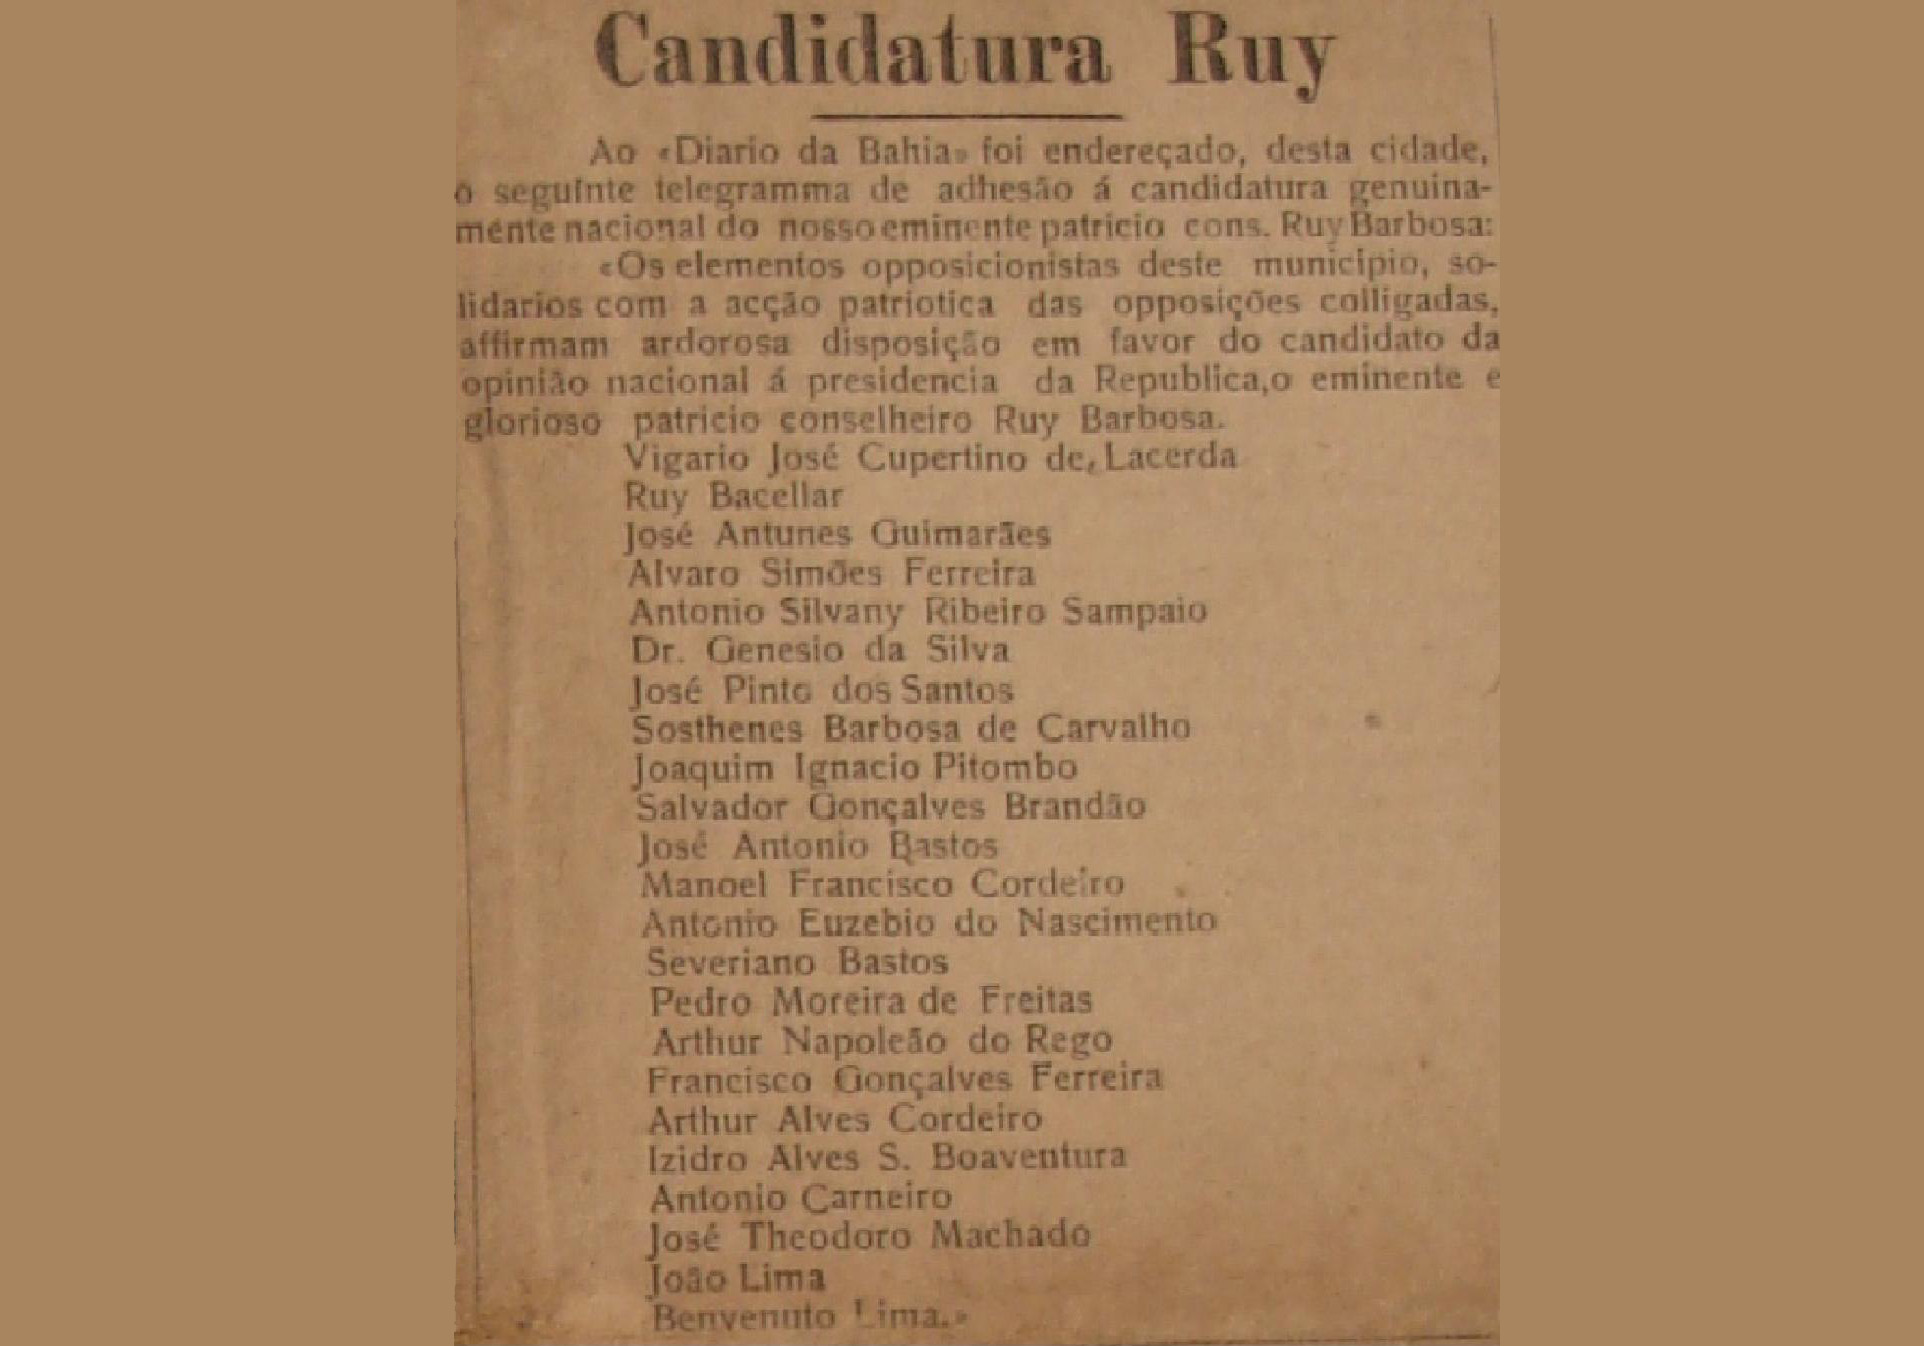 Candidatura Ruy
Ao «Diario da Bahia» foi endereçado, desta cidade,
o seguinte telegramma de adhesão á candidatura genuina-
mente nacional do nosso eminente patricio cons. Ruy Barbosa:
«Os elementos opposicionistas deste municipio, so-
lidarios com a acção patriotica das opposições colligadas,
affirmam ardorosa disposição em favor do candidato da
opinião nacional á presidencia da Republica,o eminente e
glorioso patricio conselheiro Ruy Barbosa.
Vigario José Cupertino de, Lacerda
Ruy Bacellar
José Antunes Guimarães
Alvaro Simões Ferreira
Antonio Silvany Ribeiro Sampaio
Dr. Genesio da Silva
José Pinto dos Santos
Sosthenes Barbosa de Carvalho
Joaquim Ignacio Pitombo
Salvador Gonçalves Brandão
José Antonio Bastos
Manoel Francisco Cordeiro
Antonio Euzebio do Nascimento
Severiano Bastos
Pedro Moreira de Freitas
Arthur Napoleão do Rego
Francisco Gonçalves Ferreira
Arthur Alves Cordeiro
Izidro Alves S. Boaventura
Antonio Carneiro
José Theodoro Machado
João Lima
Benvenuto Lima.»